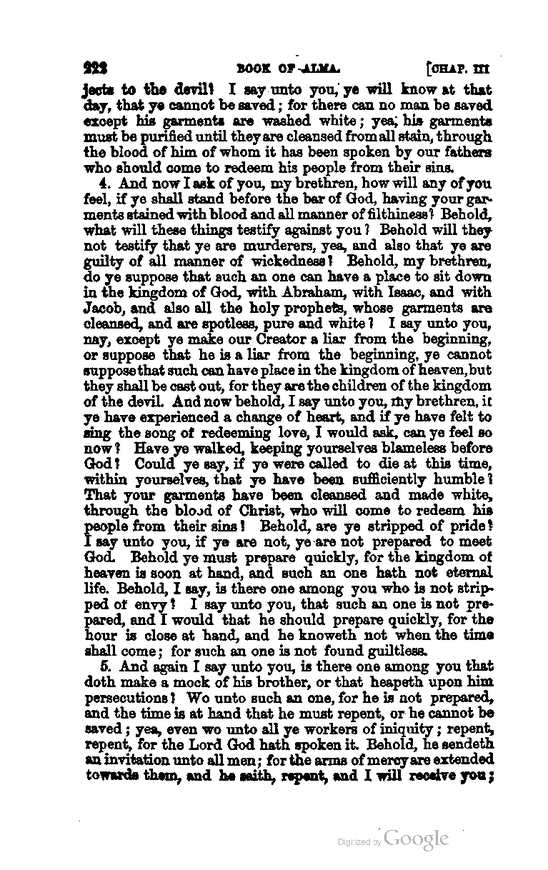 222 BOOK OF ALMA. [CHAP. III
jects to the devil? I say unto you, ye will know at that
day, that ye cannot be saved; for there can no man be saved
except his garments are washed white; yea, his garments
must be purified until they are cleansed from all stain, through
the blood of him of whom it has been spoken by our fathers
who should come to redeem his people from their sins.
4. And now I ask of you, my brethren, how will any of you
feel, if ye shall stand before the bar of God, having your gar-
ments stained with blood and all manner of filthiness? Behold,
what will these things testify against you? Behold will they
not testify that ye are murderers, yea, and also that ye are
guilty of all manner of wickedness? Behold, my brethren,
do ye suppose that such an one can have a place to sit down
in the kingdom of God, with Abraham, with Isaac, and with
Jacob, and also all the holy prophets, whose garments are
cleansed, and are spotless, pure and white? I say unto you,
nay, except ye make our Creator a liar from the beginning,
or suppose that he is a liar from the beginning, ye cannot
suppose that such can have place in the kingdom of heaven, but
they shall be cast out, for they are the children of the kingdom
of the devil. And now behold, I say unto you, my brethren, if
ye have experienced a change of heart, and if ye have felt to
sing the song of redeeming love, I would ask, can ye feel so
now? Have ye walked, keeping yourselves blameless before
God? Could ye say, if ye were called to die at this time,
within yourselves, that ye have been sufficiently humble?
That your garments have been cleansed and made white,
through the blood of Christ, who will come to redeem his
people from their sins? Behold, are ye stripped of pride?
I say unto you, if ye are not, ye are not prepared to meet
God. Behold ye must prepare quickly, for the kingdom of
heaven is soon at hand, and such an one hath not eternal
life. Behold, I say, is there one among you who is not strip-
ped of envy? I say unto you, that such an one is not pre-
pared, and I would that he should prepare quickly, for the
hour is close at hand, and he knoweth not when the time
shall come; for such an one is not found guiltless.
5. And again I say unto you, is there one among you that
doth make a mock of his brother, or that heapeth upon him
persecutions? Wo unto such an one, for he is not prepared,
and the time is at hand that he must repent, or he cannot be
saved; yea, even wo unto all ye workers of iniquity; repent,
repent, for the Lord God hath spoken it. Behold, he sendeth
an invitation unto all men; for the arms of mercy are extended
towards them, and he saith, repent, and I will receive you;
Digitized by Google